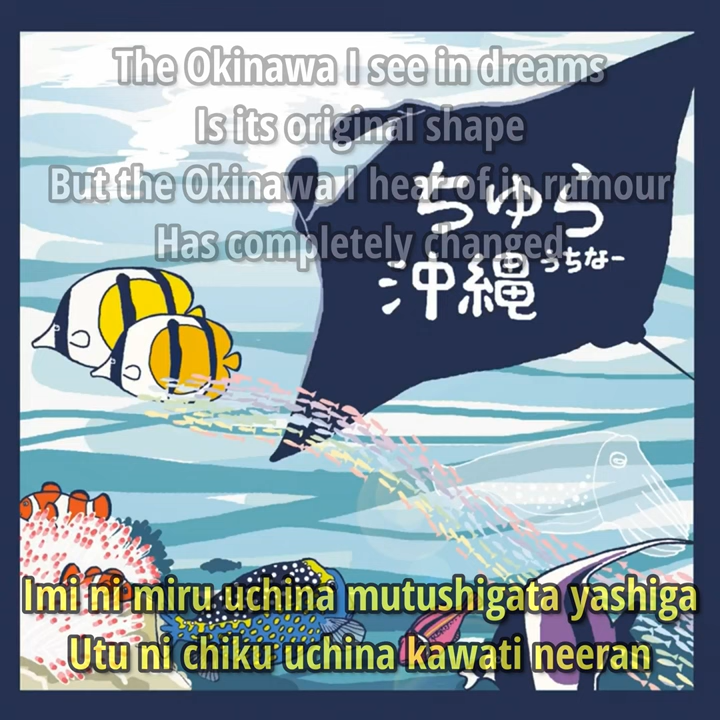 The Okinawa I see in dreams
Is its original shape
But the Okinawa I hear of in rumour
Has completely changed
ちゅら
沖縄
うちなー
Imi ni miru uchina mutushigata yashiga
Utu ni chiku uchina kawati neeran